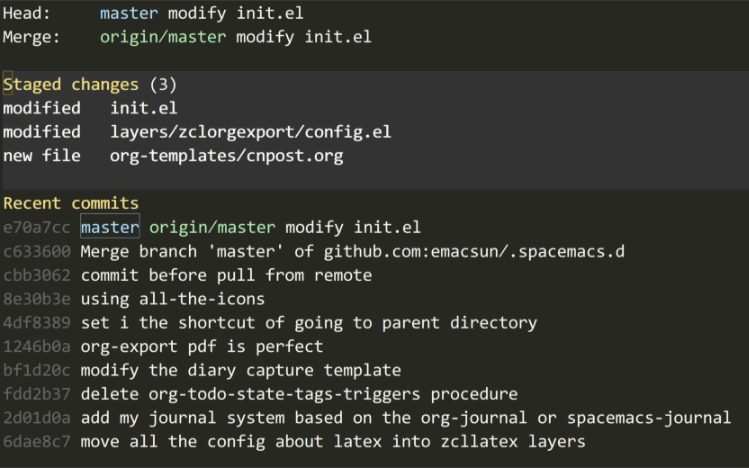 Head:     master modify init.el
Merge:    origin/master modify init.el
Staged changes (3)
modified   init.el
modified   layers/zclorgexport/config.el
new file   org-templates/cnpost.org
Recent commits
e70a7cc master origin/master modify init.el
c633600 Merge branch 'master' of github.com:emacsun/.spacemacs.d
cbb3062 commit before pull from remote
8e30b3e using all-the-icons
4df8389 set i the shortcut of going to parent directory
1246b0a org-export pdf is perfect
bf1d20c modify the diary capture template
fdd2b37 delete org-todo-state-tags-triggers procedure
2d01d0a add my journal system based on the org-journal or spacemacs-journal
6dae8c7 move all the config about latex into zcllatex layers